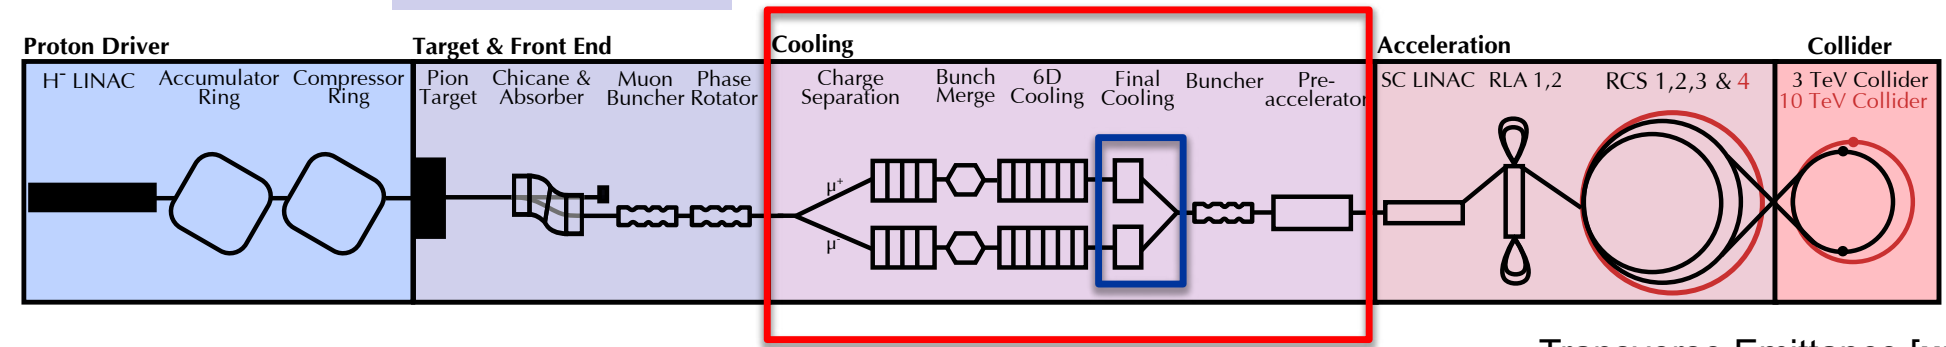 Proton Driver
H⁻ LINAC
Accumulator
Ring
Compressor
Ring
Target & Front End
Pion
Target
Chicane &
Absorber
Muon
Buncher
Phase
Rotator
Cooling
Charge
Separation
Bunch
Merge
6D
Cooling
Final
Cooling
Buncher
Pre-
accelerator
μ⁺
μ⁻
Acceleration
SC LINAC
RLA 1,2
RCS 1,2,3 & 4
Collider
3 TeV Collider
10 TeV Collider
Transverse Emittance